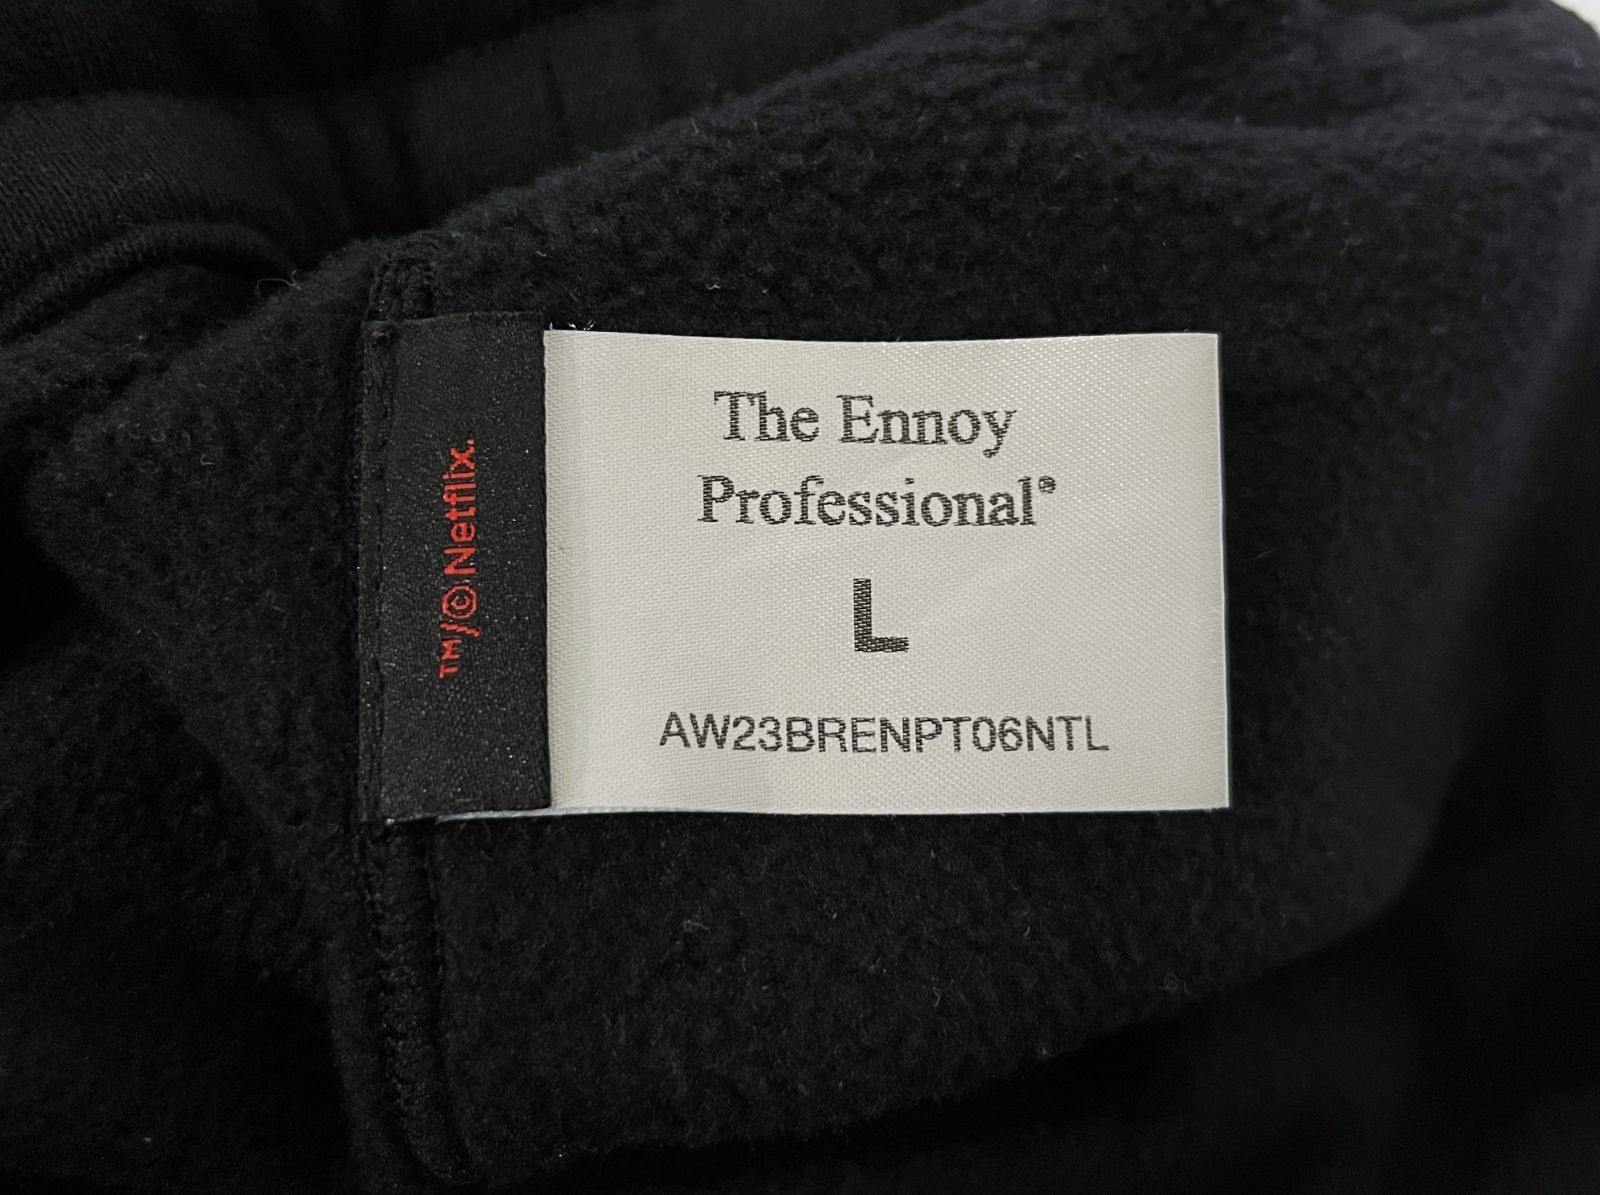 ™/© Netflix.
The Ennoy
Professional®
L
AW23BRENPT06NTL